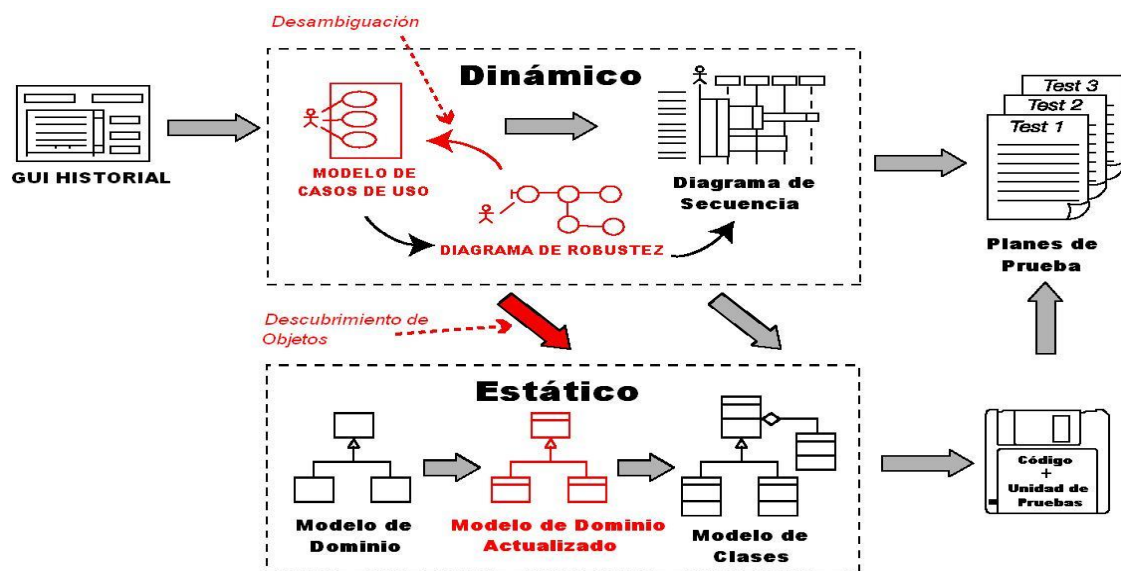 Desambiguación
Dinámico
GUI HISTORIAL
MODELO DE
CASOS DE USO
DIAGRAMA DE ROBUSTEZ
Diagrama de
Secuencia
Test 3
Test 2
Test 1
Planes de
Prueba
Descubrimiento de
Objetos
Estático
Modelo de
Dominio
Modelo de Dominio
Actualizado
Modelo de
Clases
Código
+
Unidad de
Pruebas